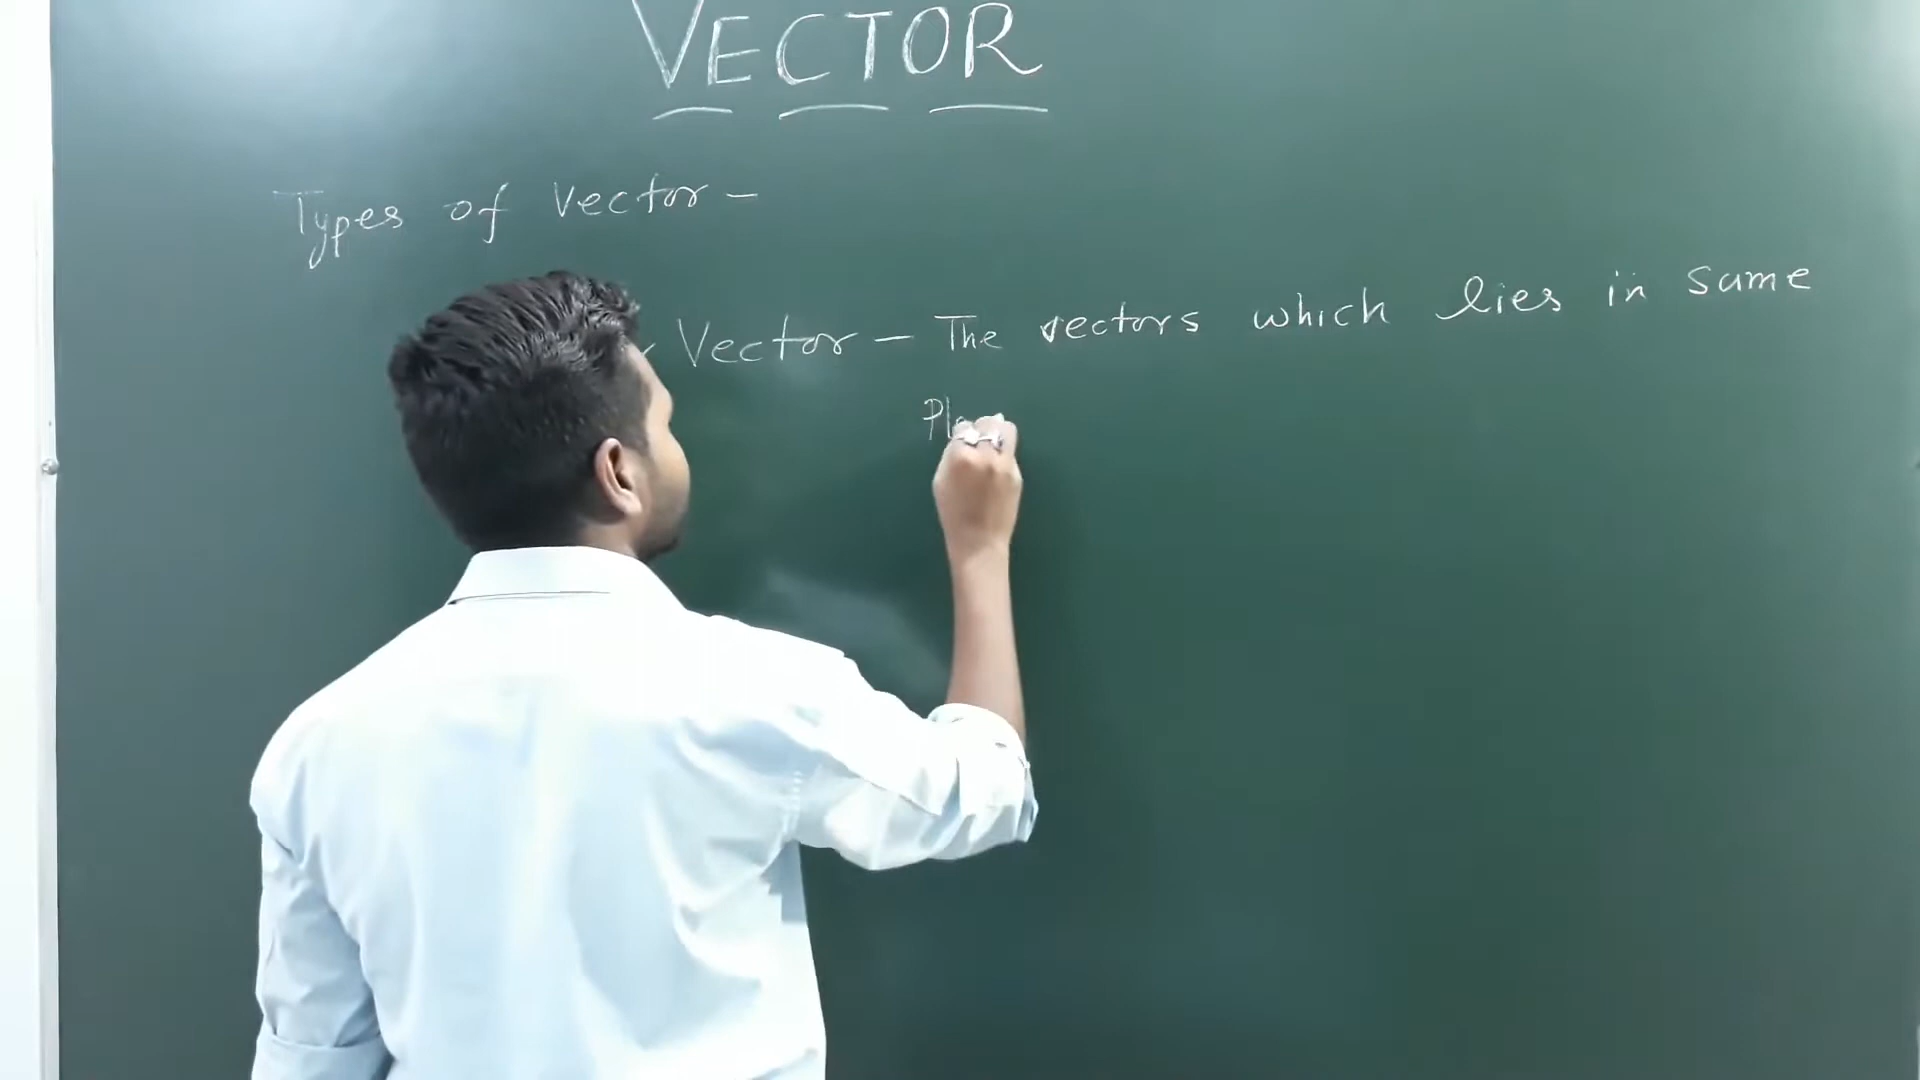 VECTOR
Types of Vector -
Vector - The vectors which lies in same